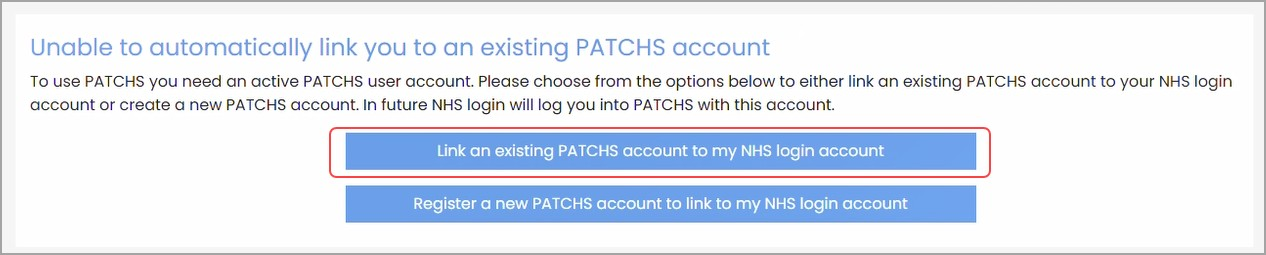 Unable to automatically link you to an existing PATCHS account
To use PATCHS you need an active PATCHS user account. Please choose from the options below to either link an existing PATCHS account to your NHS login
account or create a new PATCHS account. In future NHS login will log you into PATCHS with this account.
Link an existing PATCHS account to my NHS login account
Register a new PATCHS account to link to my NHS login account